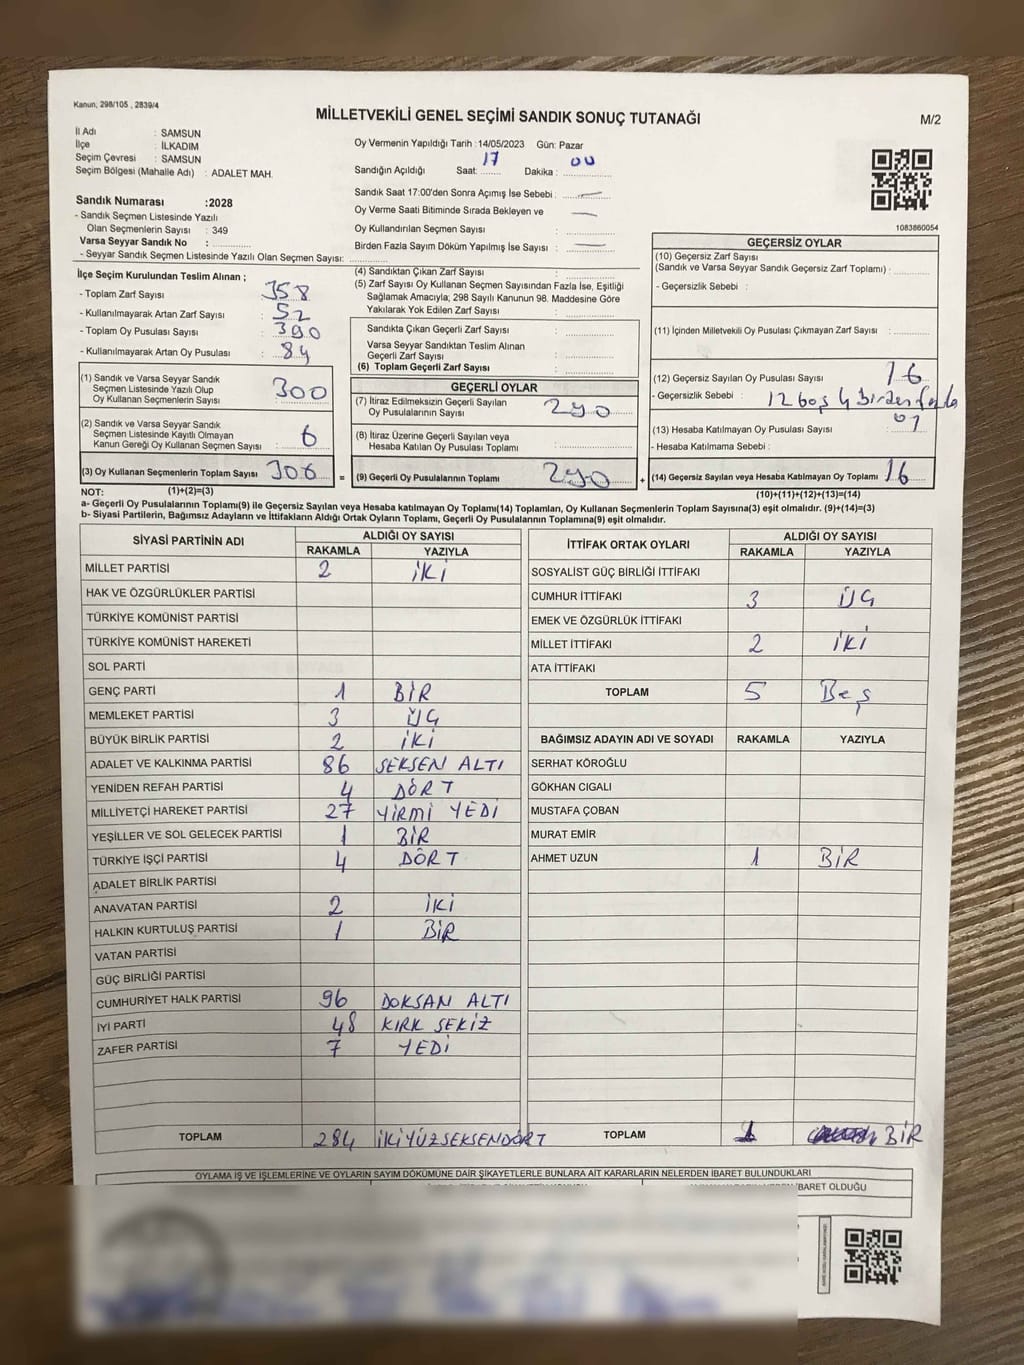 Kanun, 298/105 , 2839/4
MİLLETVEKİLİ GENEL SEÇİMİ SANDIK SONUÇ TUTANAĞI
M/2
İl Adı : SAMSUN
İlçe : İLKADIM
Seçim Çevresi : SAMSUN
Seçim Bölgesi (Mahalle Adı) : ADALET MAH.
Sandık Numarası :2028
- Sandık Seçmen Listesinde Yazılı
Olan Seçmenlerin Sayısı : 349
Varsa Seyyar Sandık No :
- Seyyar Sandık Seçmen Listesinde Yazılı Olan Seçmen Sayısı:
Oy Vermenin Yapıldığı Tarih : 14/05/2023 Gün: Pazar
Sandığın Açıldığı Saat: 17 Dakika : 00
Sandık Saat 17:00'den Sonra Açımış İse Sebebi :
Oy Verme Saati Bitiminde Sırada Bekleyen ve
Oy Kullandırılan Seçmen Sayısı :
Birden Fazla Sayım Döküm Yapılmış İse Sayısı :
1083860054
İlçe Seçim Kurulundan Teslim Alınan ;
- Toplam Zarf Sayısı : 358
- Kullanılmayarak Artan Zarf Sayısı : 52
- Toplam Oy Pusulası Sayısı : 390
- Kullanılmayarak Artan Oy Pusulası : 84
(1) Sandık ve Varsa Seyyar Sandık
Seçmen Listesinde Yazılı Olup
Oy Kullanan Seçmenlerin Sayısı : 300
(2) Sandık ve Varsa Seyyar Sandık
Seçmen Listesinde Kayıtlı Olmayan
Kanun Gereği Oy Kullanan Seçmen Sayısı : 6
(3) Oy Kullanan Seçmenlerin Toplam Sayısı 306
(4) Sandıktan Çıkan Zarf Sayısı :
(5) Zarf Sayısı Oy Kullanan Seçmen Sayısından Fazla İse, Eşitliği
Sağlamak Amacıyla; 298 Sayılı Kanunun 98. Maddesine Göre
Yakılarak Yok Edilen Zarf Sayısı :
Sandıkta Çıkan Geçerli Zarf Sayısı :
Varsa Seyyar Sandıktan Teslim Alınan
Geçerli Zarf Sayısı :
(6) Toplam Geçerli Zarf Sayısı :
GEÇERLİ OYLAR
(7) İtiraz Edilmeksizin Geçerli Sayılan
Oy Pusulalarının Sayısı : 290
(8) İtiraz Üzerine Geçerli Sayılan veya
Hesaba Katılan Oy Pusulası Toplamı :
= (9) Geçerli Oy Pusulalarının Toplamı 290
GEÇERSİZ OYLAR
(10) Geçersiz Zarf Sayısı
(Sandık ve Varsa Seyyar Sandık Geçersiz Zarf Toplamı) :
- Geçersizlik Sebebi :
(11) İçinden Milletvekili Oy Pusulası Çıkmayan Zarf Sayısı :
(12) Geçersiz Sayılan Oy Pusulası Sayısı : 16
- Geçersizlik Sebebi : 12 boş 4 Birden fazla
(13) Hesaba Katılmayan Oy Pusulası Sayısı :
- Hesaba Katılmama Sebebi :
+ (14) Geçersiz Sayılan veya Hesaba Katılmayan Oy Toplamı 16
NOT: (1)+(2)=(3)
(10)+(11)+(12)+(13)=(14)
a- Geçerli Oy Pusulalarının Toplamı(9) ile Geçersiz Sayılan veya Hesaba katılmayan Oy Toplamı(14) Toplamları, Oy Kullanan Seçmenlerin Toplam Sayısına(3) eşit olmalıdır. (9)+(14)=(3)
b- Siyasi Partilerin, Bağımsız Adayların ve İttifakların Aldığı Ortak Oyların Toplamı, Geçerli Oy Pusulalarının Toplamına(9) eşit olmalıdır.
SİYASİ PARTİNİN ADI
ALDIĞI OY SAYISI
RAKAMLA YAZIYLA
MİLLET PARTİSİ 2 İKİ
HAK VE ÖZGÜRLÜKLER PARTİSİ
TÜRKİYE KOMÜNİST PARTİSİ
TÜRKİYE KOMÜNİST HAREKETİ
SOL PARTİ
GENÇ PARTİ 1 BİR
MEMLEKET PARTİSİ 3 ÜÇ
BÜYÜK BİRLİK PARTİSİ 2 İKİ
ADALET VE KALKINMA PARTİSİ 86 SEKSEN ALTI
YENİDEN REFAH PARTİSİ 4 DÖRT
MİLLİYETÇİ HAREKET PARTİSİ 27 YİRMİ YEDİ
YEŞİLLER VE SOL GELECEK PARTİSİ 1 BİR
TÜRKİYE İŞÇİ PARTİSİ 4 DÖRT
ADALET BİRLİK PARTİSİ
ANAVATAN PARTİSİ 2 İKİ
HALKIN KURTULUŞ PARTİSİ 1 BİR
VATAN PARTİSİ
GÜÇ BİRLİĞİ PARTİSİ
CUMHURİYET HALK PARTİSİ 96 DOKSAN ALTI
İYİ PARTİ 48 KIRK SEKİZ
ZAFER PARTİSİ 7 YEDİ
TOPLAM 284 İKİYÜZSEKSENDÖRT
İTTİFAK ORTAK OYLARI
ALDIĞI OY SAYISI
RAKAMLA YAZIYLA
SOSYALİST GÜÇ BİRLİĞİ İTTİFAKI
CUMHUR İTTİFAKI 3 ÜÇ
EMEK VE ÖZGÜRLÜK İTTİFAKI
MİLLET İTTİFAKI 2 İKİ
ATA İTTİFAKI
TOPLAM 5 Beş
BAĞIMSIZ ADAYIN ADI VE SOYADI RAKAMLA YAZIYLA
SERHAT KÖROĞLU
GÖKHAN CIGALI
MUSTAFA ÇOBAN
MURAT EMİR
AHMET UZUN 1 BİR
TOPLAM 1 BİR
OYLAMA İŞ VE İŞLEMLERİNE VE OYLARIN SAYIM DÖKÜMÜNE DAİR ŞİKAYETLERLE BUNLARA AİT KARARLARIN NELERDEN İBARET BULUNDUKLARI
İBARET OLDUĞU